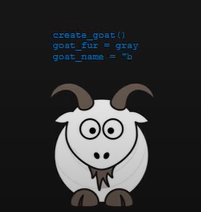 create_goat()
goat_fur = gray
goat_name = "b